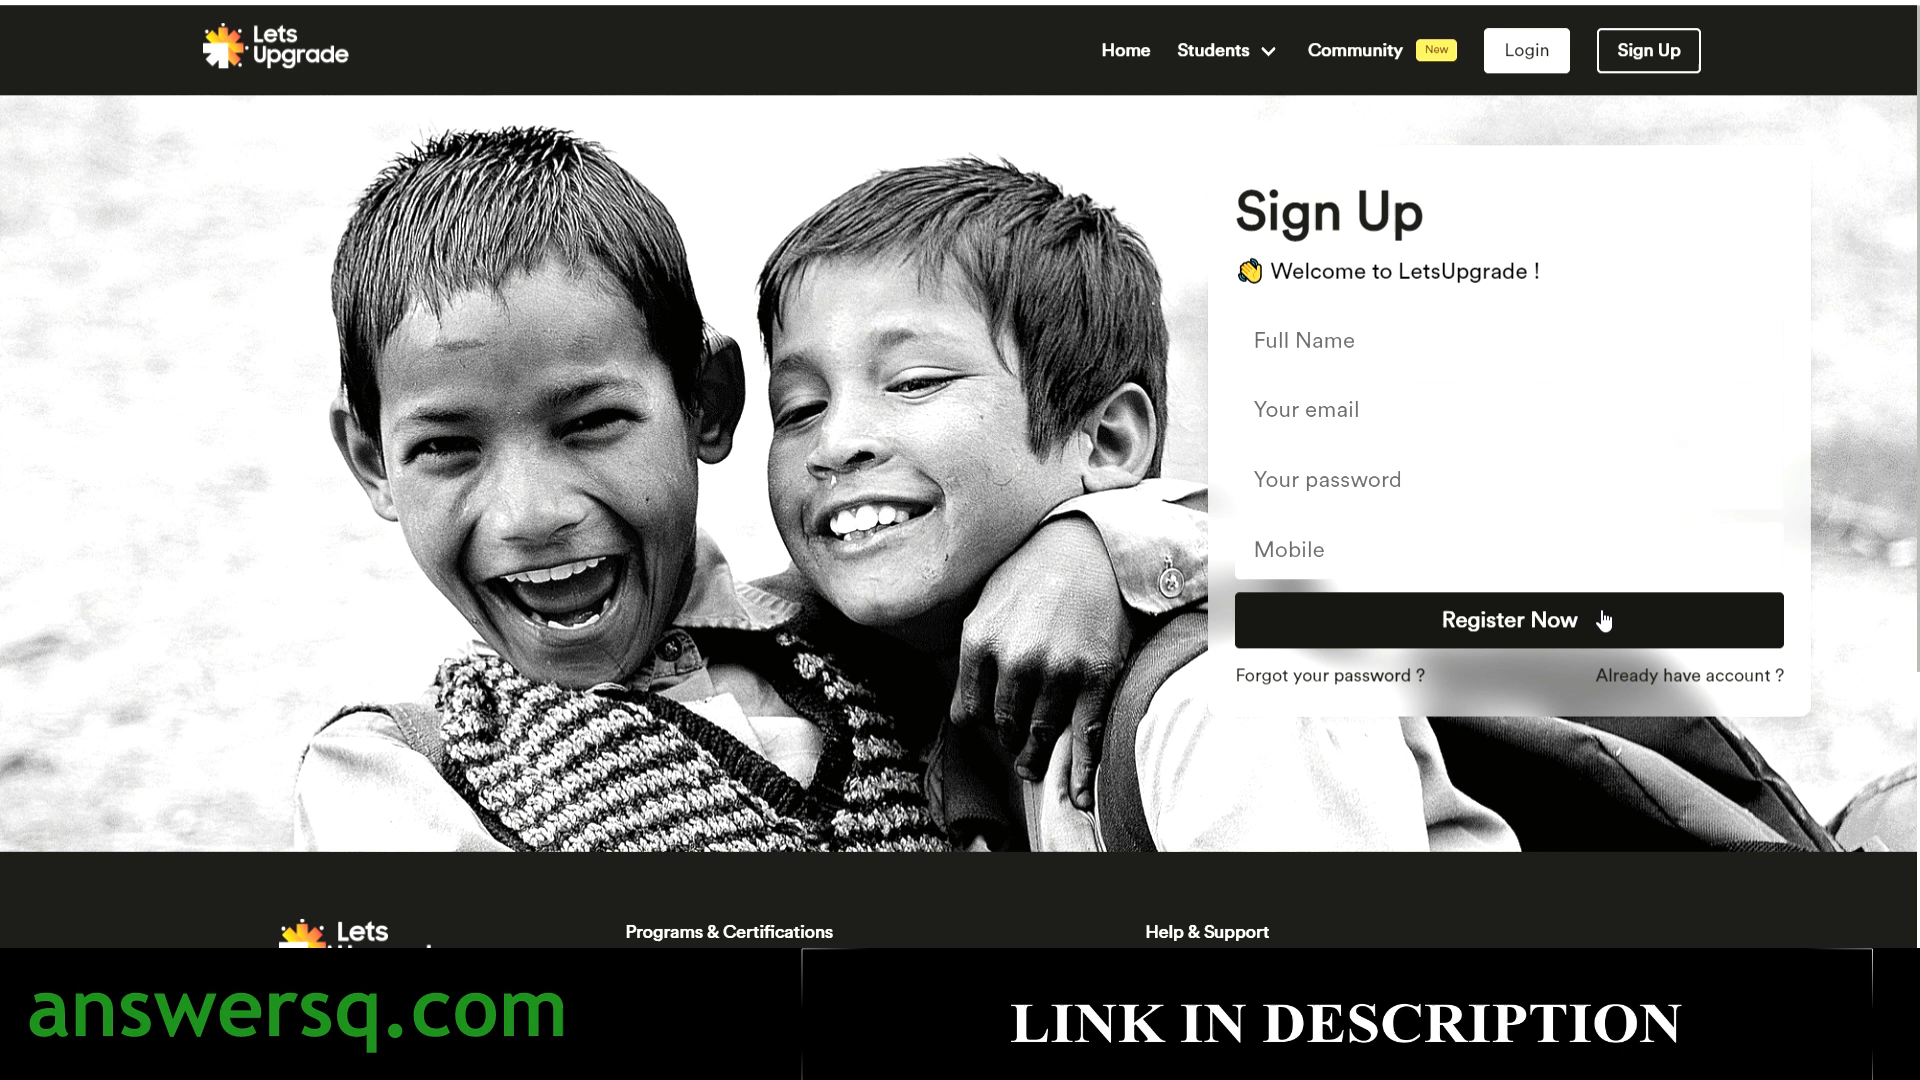 Lets
Upgrade
Home
Students
Community
New
Login
Sign Up
Sign Up
👋 Welcome to LetsUpgrade !
Full Name
Your email
Your password
Mobile
Register Now
Forgot your password ?
Already have account ?
Lets
Programs & Certifications
Help & Support
answersq.com
LINK IN DESCRIPTION